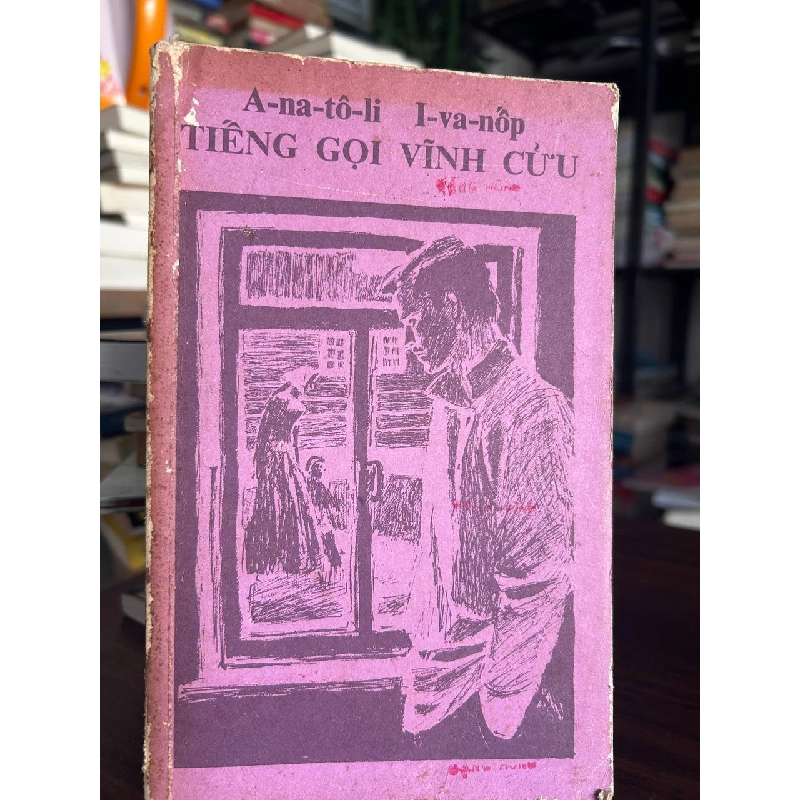 A-na-tô-li I-va-nốp
TIẾNG GỌI VĨNH CỬU